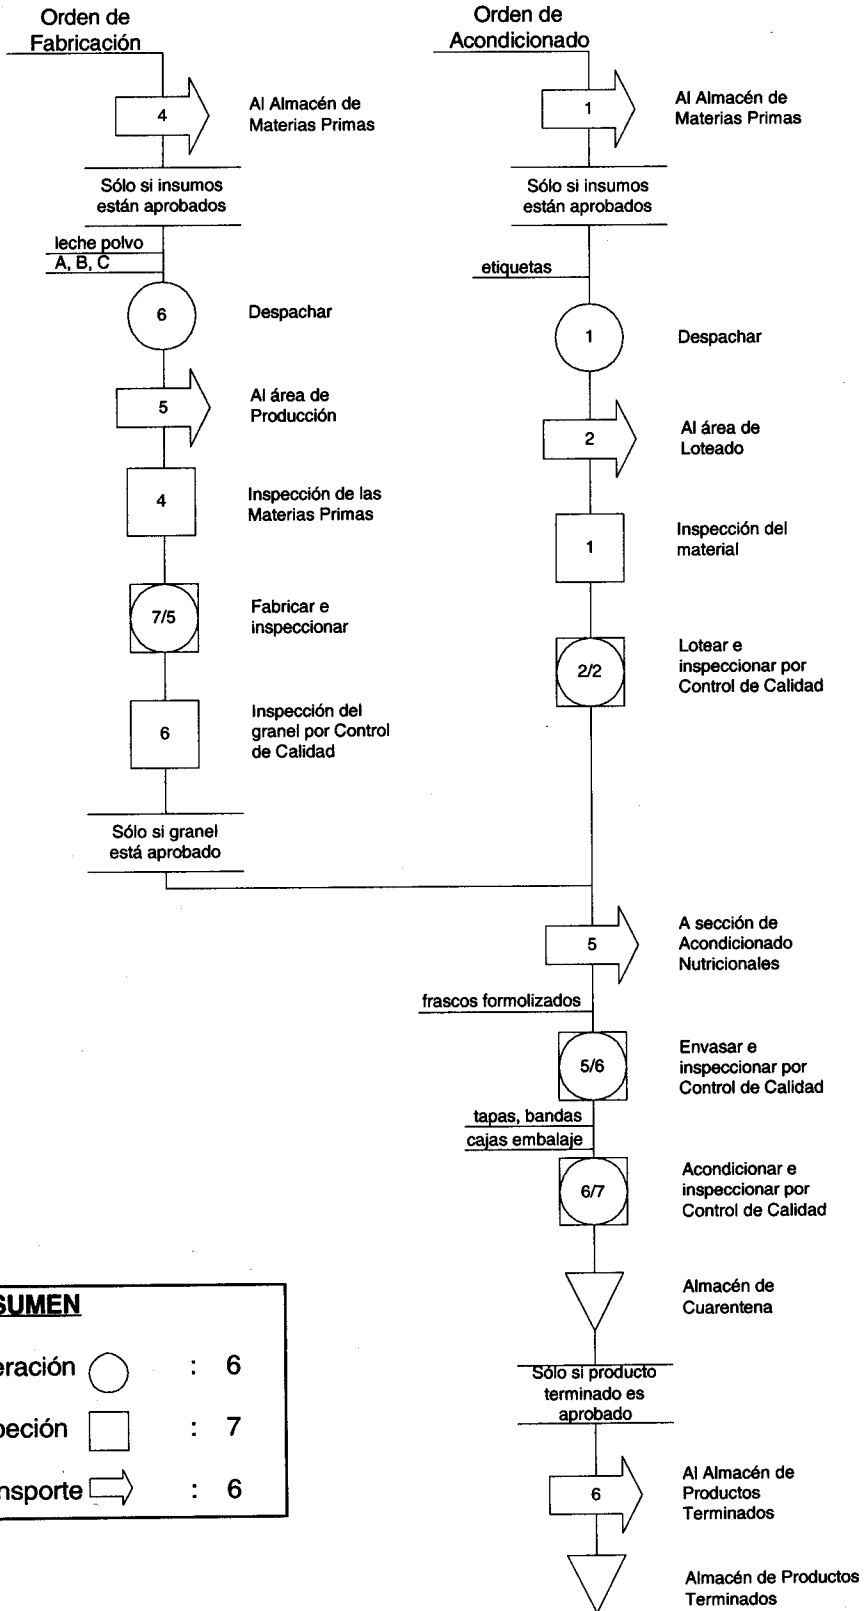 Orden de
Fabricación
4
Al Almacén de
Materias Primas
Sólo si insumos
están aprobados
leche polvo
A, B, C
6
Despachar
5
Al área de
Producción
4
Inspección de las
Materias Primas
7/5
Fabricar e
inspeccionar
6
Inspección del
granel por Control
de Calidad
Sólo si granel
está aprobado
Orden de
Acondicionado
1
Al Almacén de
Materias Primas
Sólo si insumos
están aprobados
etiquetas
1
Despachar
2
Al área de
Loteado
1
Inspección del
material
2/2
Lotear e
inspeccionar por
Control de Calidad
5
A sección de
Acondicionado
Nutricionales
frascos formolizados
5/6
Envasar e
inspeccionar por
Control de Calidad
tapas, bandas
cajas embalaje
6/7
Acondicionar e
inspeccionar por
Control de Calidad
Almacén de
Cuarentena
Sólo si producto
terminado es
aprobado
6
Al Almacén de
Productos
Terminados
Almacén de Productos
Terminados
SUMEN
eración : 6
peción : 7
nsporte : 6